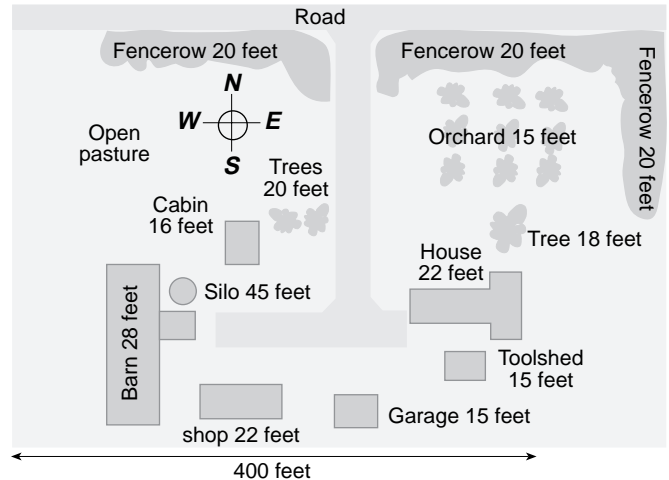 Road
Fencerow 20 feet
Fencerow 20 feet
Fencerow 20 feet
N
W
E
S
Open
pasture
Orchard 15 feet
Trees
20 feet
Cabin
16 feet
Tree 18 feet
House
22 feet
Silo 45 feet
Barn 28 feet
Toolshed
15 feet
shop 22 feet
Garage 15 feet
400 feet